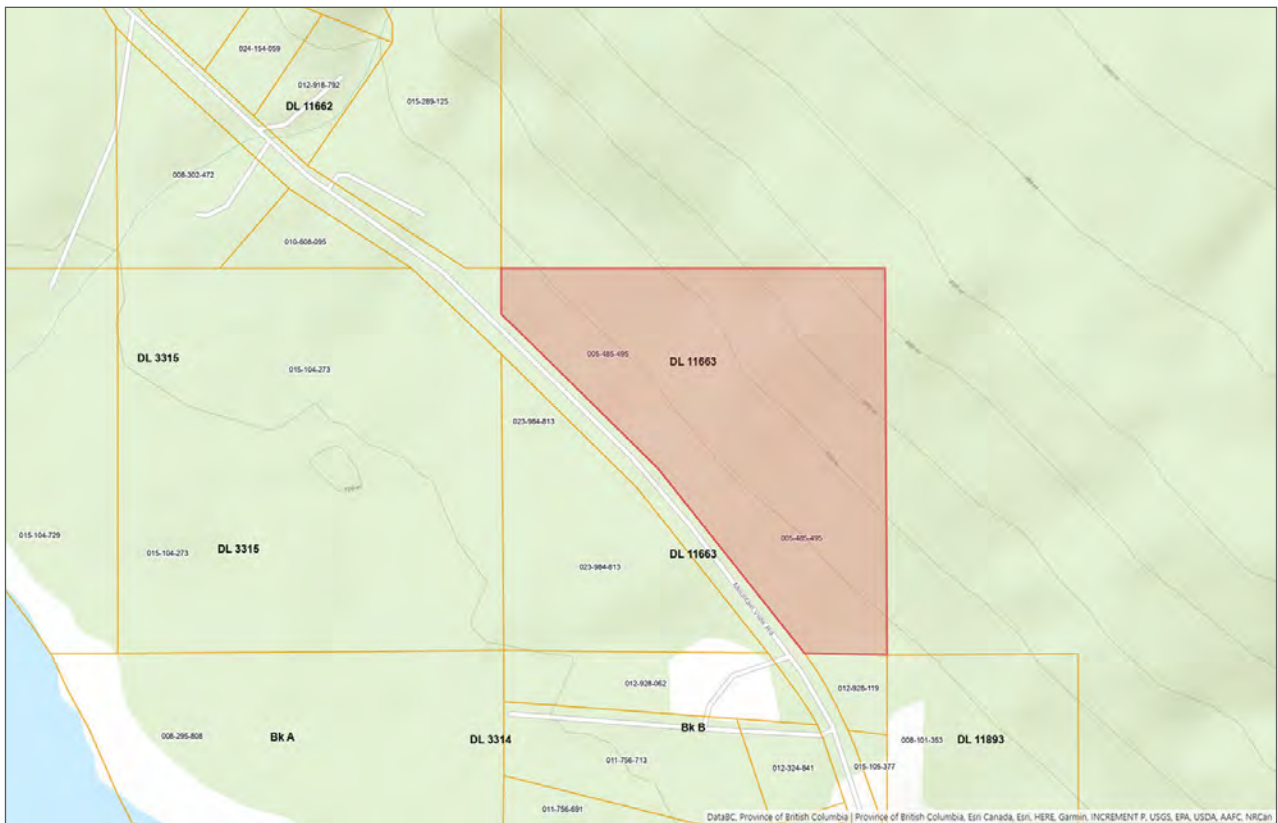 024-154-059
012-918-792
DL 11662
015-289-125
008-302-472
010-608-095
DL 3315
015-104-273
005-485-495
DL 11663
023-984-813
015-104-729
015-104-273
DL 3315
023-984-813
DL 11663
005-485-495
Mountain View Rd
012-928-062
012-928-119
008-295-808
Bk A
DL 3314
Bk B
011-756-713
012-324-841
015-105-377
008-101-353
DL 11893
011-756-691
DataBC, Province of British Columbia | Province of British Columbia, Esri Canada, Esri, HERE, Garmin, INCREMENT P, USGS, EPA, USDA, AAFC, NRCan